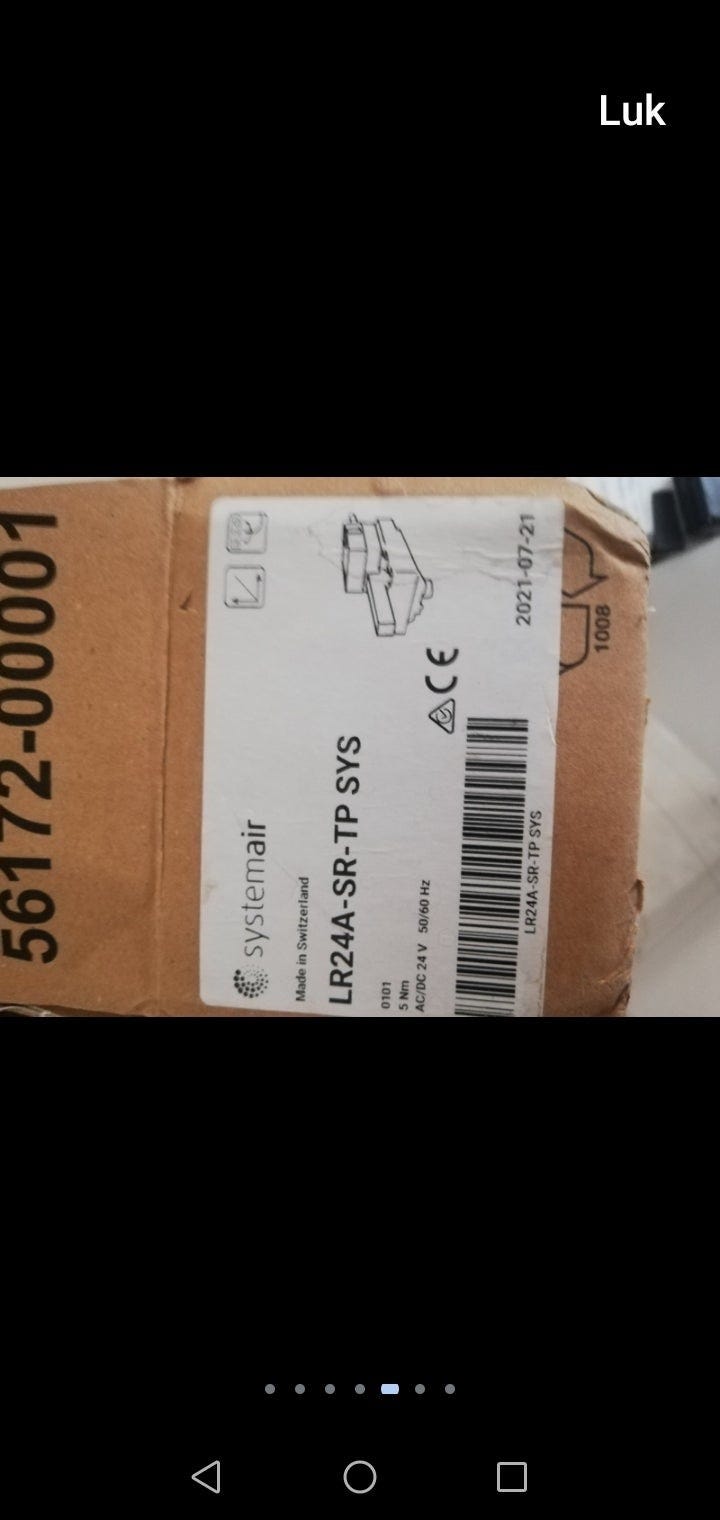 Luk
56172-00001
systemair
Made in Switzerland
LR24A-SR-TP SYS
0101
5 Nm
AC/DC 24 V 50/60 Hz
CE
LR24A-SR-TP SYS
2021-07-21
1008